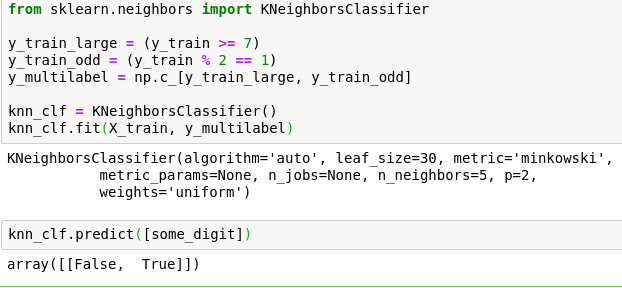 from sklearn.neighbors import KNeighborsClassifier
y_train_large = (y_train >= 7)
y_train_odd = (y_train % 2 == 1)
y_multilabel = np.c_[y_train_large, y_train_odd]
knn_clf = KNeighborsClassifier()
knn_clf.fit(X_train, y_multilabel)
KNeighborsClassifier(algorithm='auto', leaf_size=30, metric='minkowski',
metric_params=None, n_jobs=None, n_neighbors=5, p=2,
weights='uniform')
knn_clf.predict([some_digit])
array([[False,  True]])